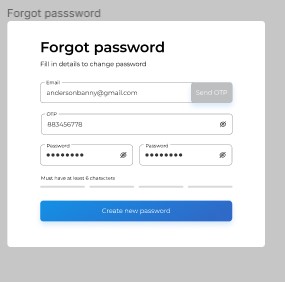 Forgot passsword
Forgot password
Fill in details to change password
Email
andersonbanny@gmail.com
Send OTP
OTP
883456778
Password
●●●●●●●●
Password
●●●●●●●●
Must have at least 6 characters
Create new password